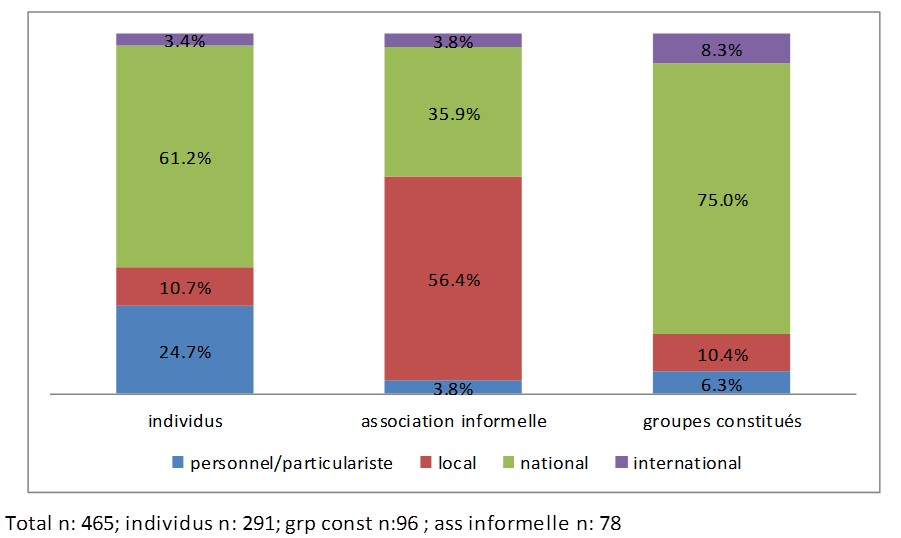 3.4% 3.8% 8.3%
61.2% 35.9% 75.0%
10.7% 56.4% 10.4%
24.7% 3.8% 6.3%
individus association informelle groupes constitués
personnel/particulariste local national international
Total n: 465; individus n: 291; grp const n:96 ; ass informelle n: 78